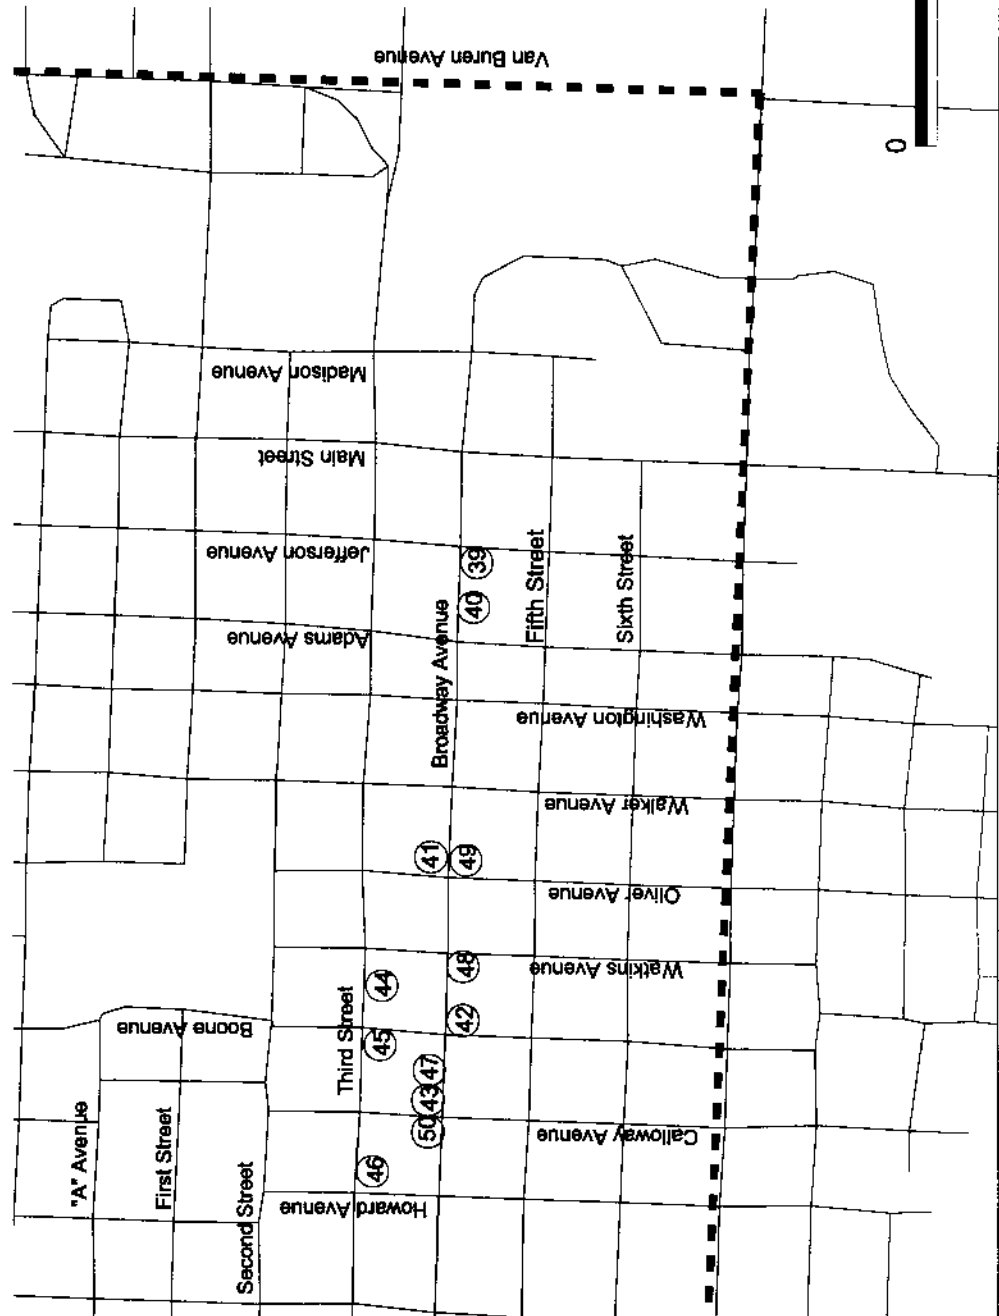 Van Buren Avenue
0
Madison Avenue
Main Street
Jefferson Avenue
Adams Avenue
39
40
Fifth Street
Sixth Street
Broadway Avenue
Washington Avenue
Walker Avenue
41
49
Oliver Avenue
Watkins Avenue
48
44
42
Boone Avenue
45
Third Street
47
43
50
Calloway Avenue
46
"A" Avenue
First Street
Second Street
Howard Avenue